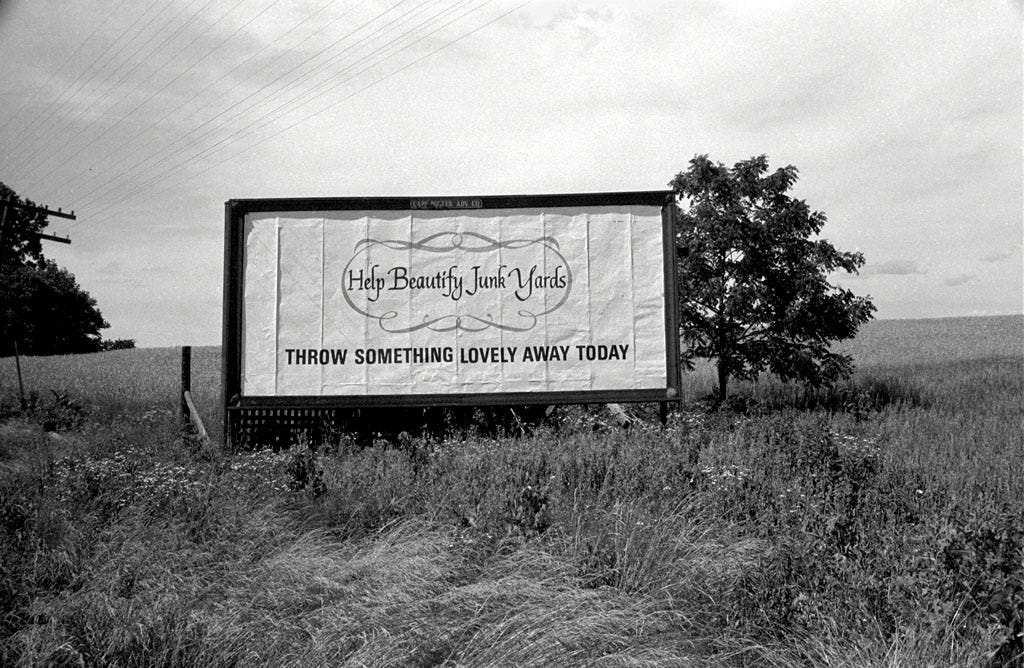 Help Beautify Junk Yards
THROW SOMETHING LOVELY AWAY TODAY